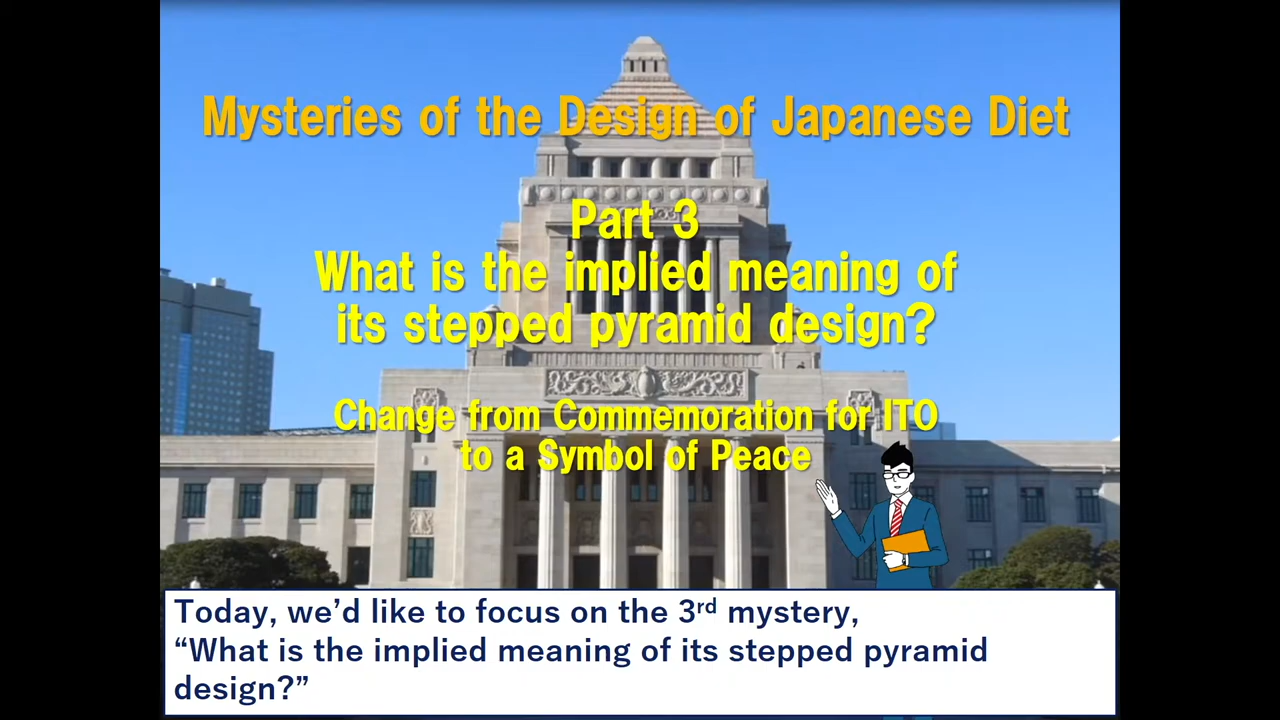 Mysteries of the Design of Japanese Diet
Part 3
What is the implied meaning of
its stepped pyramid design?
Change from Commemoration for ITO
to a Symbol of Peace
Today, we’d like to focus on the 3rd mystery,
“What is the implied meaning of its stepped pyramid
design?”